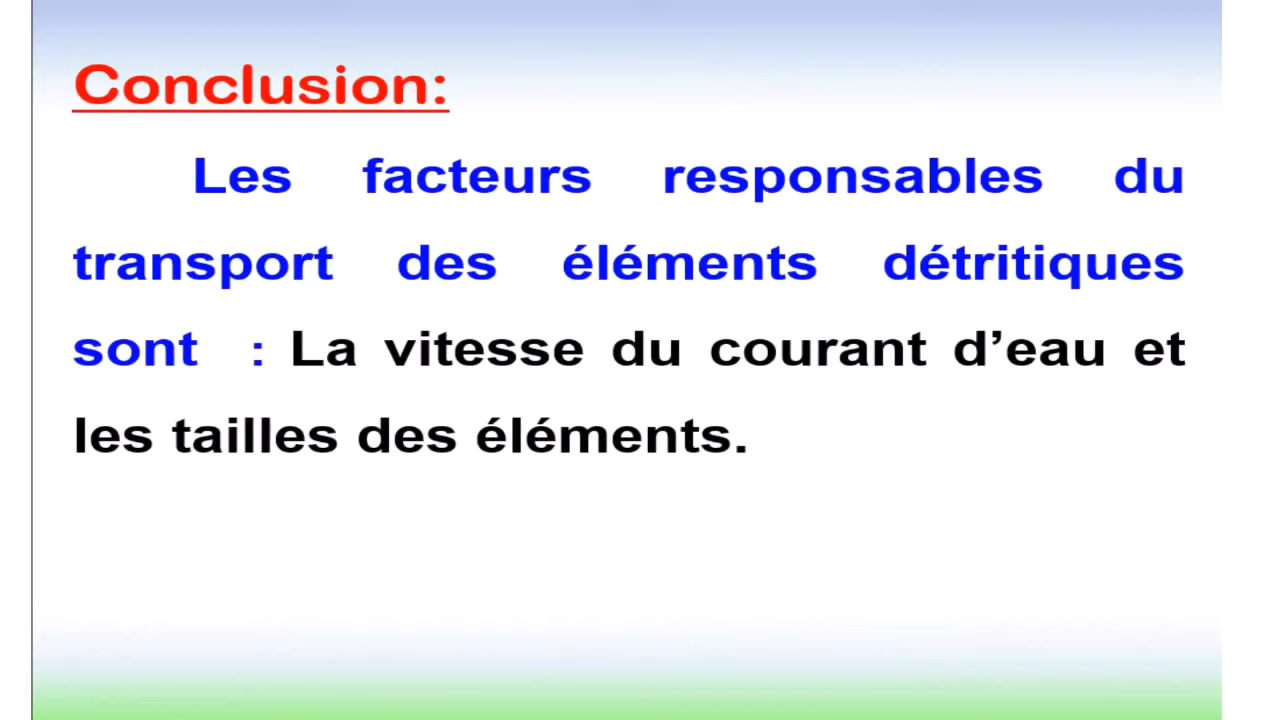 Conclusion:
Les facteurs responsables du
transport des éléments détritiques
sont : La vitesse du courant d’eau et
les tailles des éléments.